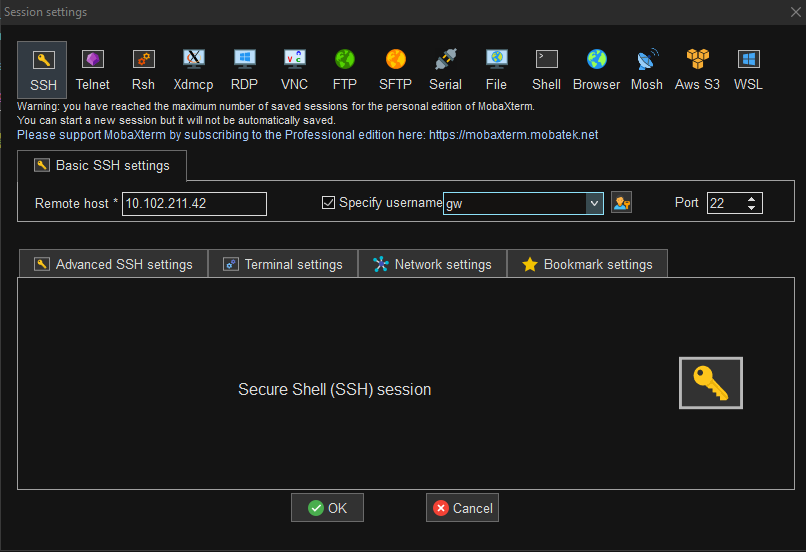 Session settings
SSH Telnet Rsh Xdmcp RDP VNC FTP SFTP Serial File Shell Browser Mosh Aws S3 WSL
Warning: you have reached the maximum number of saved sessions for the personal edition of MobaXterm.
You can start a new session but it will not be automatically saved.
Please support MobaXterm by subscribing to the Professional edition here: https://mobaxterm.mobatek.net
Basic SSH settings
Remote host * 10.102.211.42 Specify username gw Port 22
Advanced SSH settings Terminal settings Network settings Bookmark settings
Secure Shell (SSH) session
OK Cancel